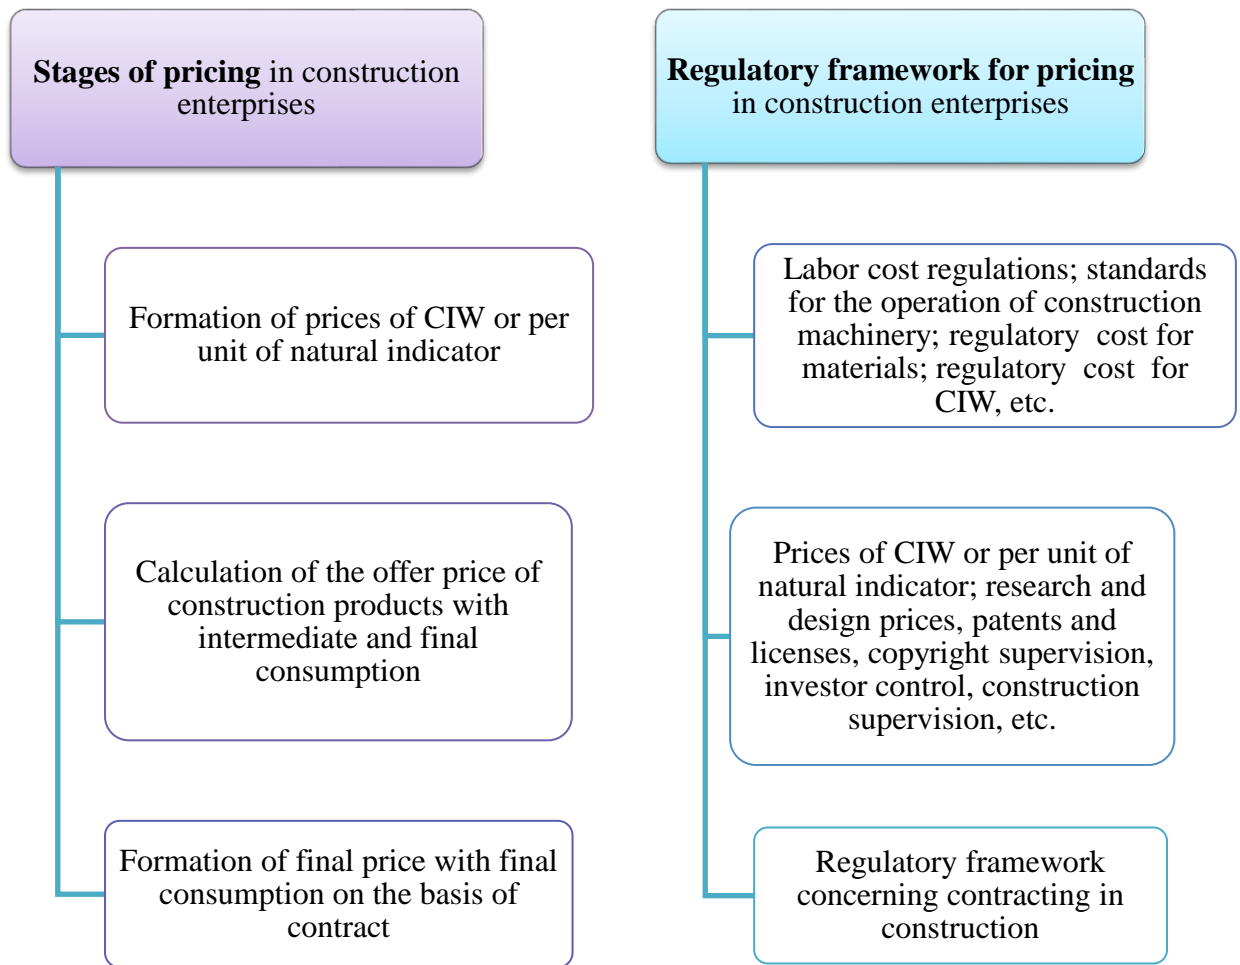 Stages of pricing in construction
enterprises
Formation of prices of CIW or per
unit of natural indicator
Calculation of the offer price of
construction products with
intermediate and final
consumption
Formation of final price with final
consumption on the basis of
contract
Regulatory framework for pricing
in construction enterprises
Labor cost regulations; standards
for the operation of construction
machinery; regulatory cost for
materials; regulatory cost for
CIW, etc.
Prices of CIW or per unit of
natural indicator; research and
design prices, patents and
licenses, copyright supervision,
investor control, construction
supervision, etc.
Regulatory framework
concerning contracting in
construction